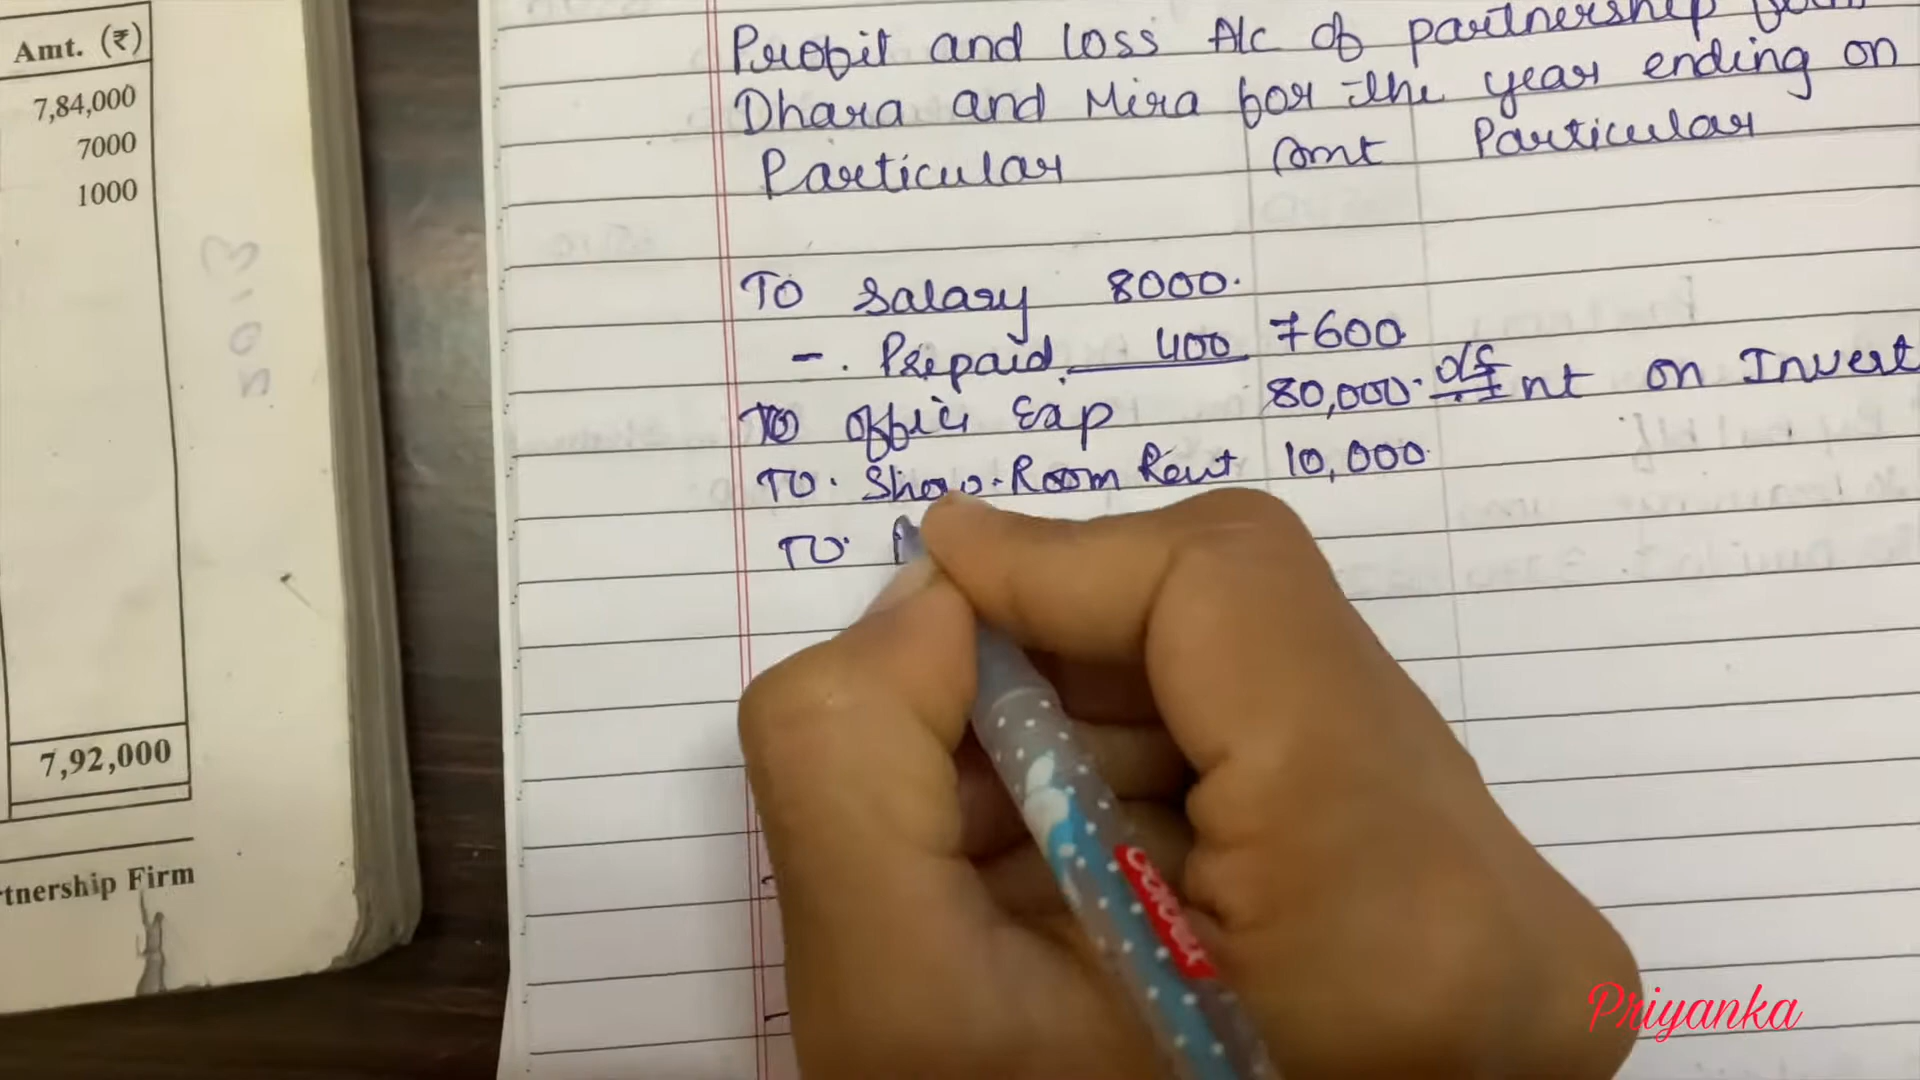 Amt. (₹)
7,84,000
7000
1000
7,92,000
rtnership Firm
Profit and Loss A/c of partnership
Dhara and Mira for the year ending on
Particular Amt Particular
To Salary 8000.
- . Prepaid 400 7600
To Offic Exp 80,000. Int on Invest
To. Show-Room Rent 10,000
To.
Priyanka